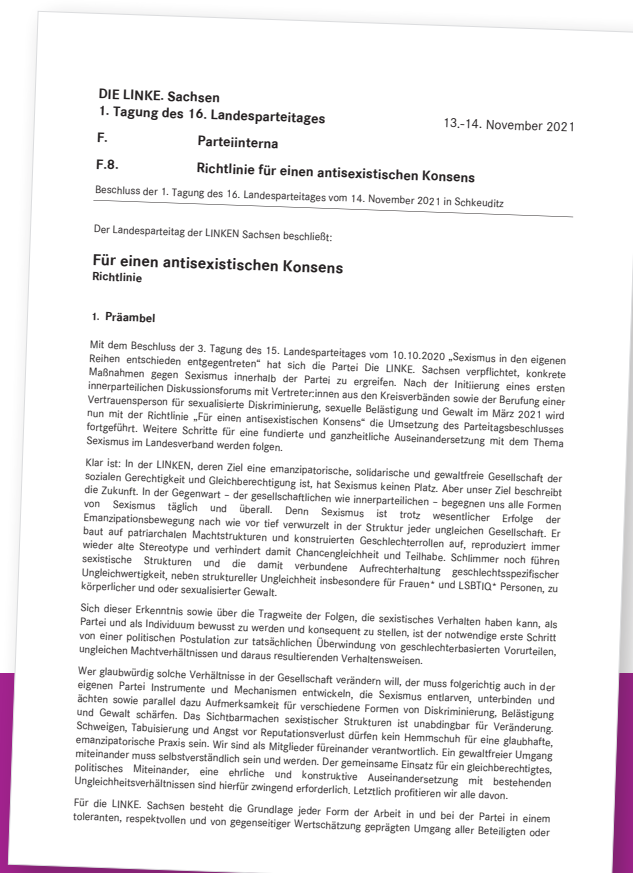 DIE LINKE. Sachsen
1. Tagung des 16. Landesparteitages
13.-14. November 2021
F. Parteiinterna
F.8. Richtlinie für einen antisexistischen Konsens
Beschluss der 1. Tagung des 16. Landesparteitages vom 14. November 2021 in Schkeuditz
Der Landesparteitag der LINKEN Sachsen beschließt:
Für einen antisexistischen Konsens
Richtlinie
1. Präambel
Mit dem Beschluss der 3. Tagung des 15. Landesparteitages vom 10.10.2020 „Sexismus in den eigenen
Reihen entschieden entgegentreten“ hat sich die Partei Die LINKE. Sachsen verpflichtet, konkrete
Maßnahmen gegen Sexismus innerhalb der Partei zu ergreifen. Nach der Initiierung eines ersten
innerparteilichen Diskussionsforums mit Vertreter:innen aus den Kreisverbänden sowie der Berufung einer
Vertrauensperson für sexualisierte Diskriminierung, sexuelle Belästigung und Gewalt im März 2021 wird
nun mit der Richtlinie „Für einen antisexistischen Konsens“ die Umsetzung des Parteitagsbeschlusses
fortgeführt. Weitere Schritte für eine fundierte und ganzheitliche Auseinandersetzung mit dem Thema
Sexismus im Landesverband werden folgen.
Klar ist: In der LINKEN, deren Ziel eine emanzipatorische, solidarische und gewaltfreie Gesellschaft der
sozialen Gerechtigkeit und Gleichberechtigung ist, hat Sexismus keinen Platz. Aber unser Ziel beschreibt
die Zukunft. In der Gegenwart – der gesellschaftlichen wie innerparteilichen – begegnen uns alle Formen
von Sexismus täglich und überall. Denn Sexismus ist trotz wesentlicher Erfolge der
Emanzipationsbewegung nach wie vor tief verwurzelt in der Struktur jeder ungleichen Gesellschaft. Er
baut auf patriarchalen Machtstrukturen und konstruierten Geschlechterrollen auf, reproduziert immer
wieder alte Stereotype und verhindert damit Chancengleichheit und Teilhabe. Schlimmer noch führen
sexistische Strukturen und die damit verbundene Aufrechterhaltung geschlechtsspezifischer
Ungleichwertigkeit, neben struktureller Ungleichheit insbesondere für Frauen* und LSBTIQ* Personen, zu
körperlicher und oder sexualisierter Gewalt.
Sich dieser Erkenntnis sowie über die Tragweite der Folgen, die sexistisches Verhalten haben kann, als
Partei und als Individuum bewusst zu werden und konsequent zu stellen, ist der notwendige erste Schritt
von einer politischen Postulation zur tatsächlichen Überwindung von geschlechterbasierten Vorurteilen,
ungleichen Machtverhältnissen und daraus resultierenden Verhaltensweisen.
Wer glaubwürdig solche Verhältnisse in der Gesellschaft verändern will, der muss folgerichtig auch in der
eigenen Partei Instrumente und Mechanismen entwickeln, die Sexismus entlarven, unterbinden und
ächten sowie parallel dazu Aufmerksamkeit für verschiedene Formen von Diskriminierung, Belästigung
und Gewalt schärfen. Das Sichtbarmachen sexistischer Strukturen ist unabdingbar für Veränderung.
Schweigen, Tabuisierung und Angst vor Reputationsverlust dürfen kein Hemmschuh für eine glaubhafte,
emanzipatorische Praxis sein. Wir sind als Mitglieder füreinander verantwortlich. Ein gewaltfreier Umgang
miteinander muss selbstverständlich sein und werden. Der gemeinsame Einsatz für ein gleichberechtigtes,
politisches Miteinander, eine ehrliche und konstruktive Auseinandersetzung mit bestehenden
Ungleichheitsverhältnissen sind hierfür zwingend erforderlich. Letztlich profitieren wir alle davon.
Für die LINKE. Sachsen besteht die Grundlage jeder Form der Arbeit in und bei der Partei in einem
toleranten, respektvollen und von gegenseitiger Wertschätzung geprägten Umgang aller Beteiligten oder